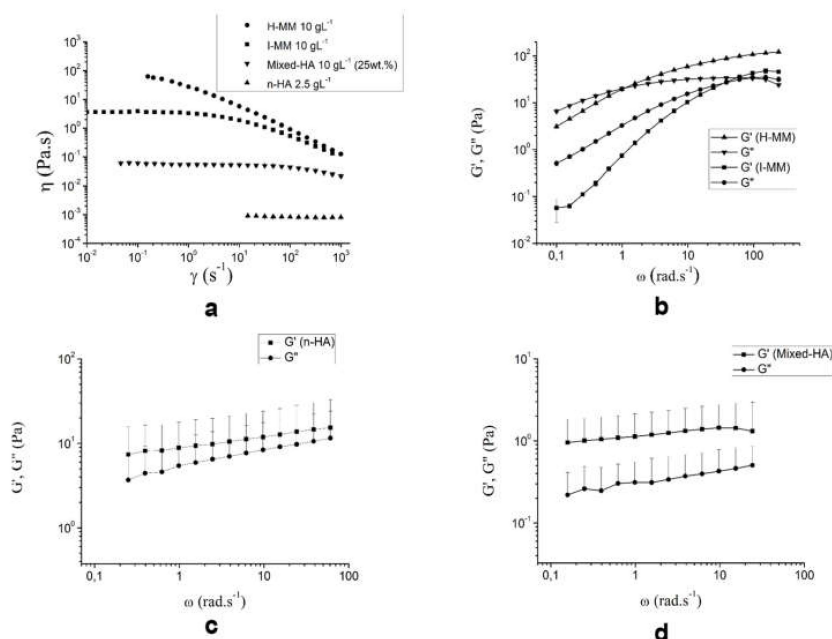 H-MM 10 gL⁻¹
I-MM 10 gL⁻¹
Mixed-HA 10 gL⁻¹ (25wt.%)
n-HA 2.5 gL⁻¹
η (Pa.s)
10⁵
10⁴
10³
10²
10¹
10⁰
10⁻¹
10⁻²
10⁻³
10⁻⁴
10⁻² 10⁻¹ 10⁰ 10¹ 10² 10³
γ (s⁻¹)
a
G', G" (Pa)
10²
10¹
10⁰
10⁻¹
10⁻²
G' (H-MM)
G"
G' (I-MM)
G"
0,1 1 10 100
ω (rad.s⁻¹)
b
G' (n-HA)
G"
G', G" (Pa)
10²
10¹
10⁰
0,1 1 10 100
ω (rad.s⁻¹)
c
G' (Mixed-HA)
G"
G', G" (Pa)
10¹
10⁰
10⁻¹
0,1 1 10 100
ω (rad.s⁻¹)
d